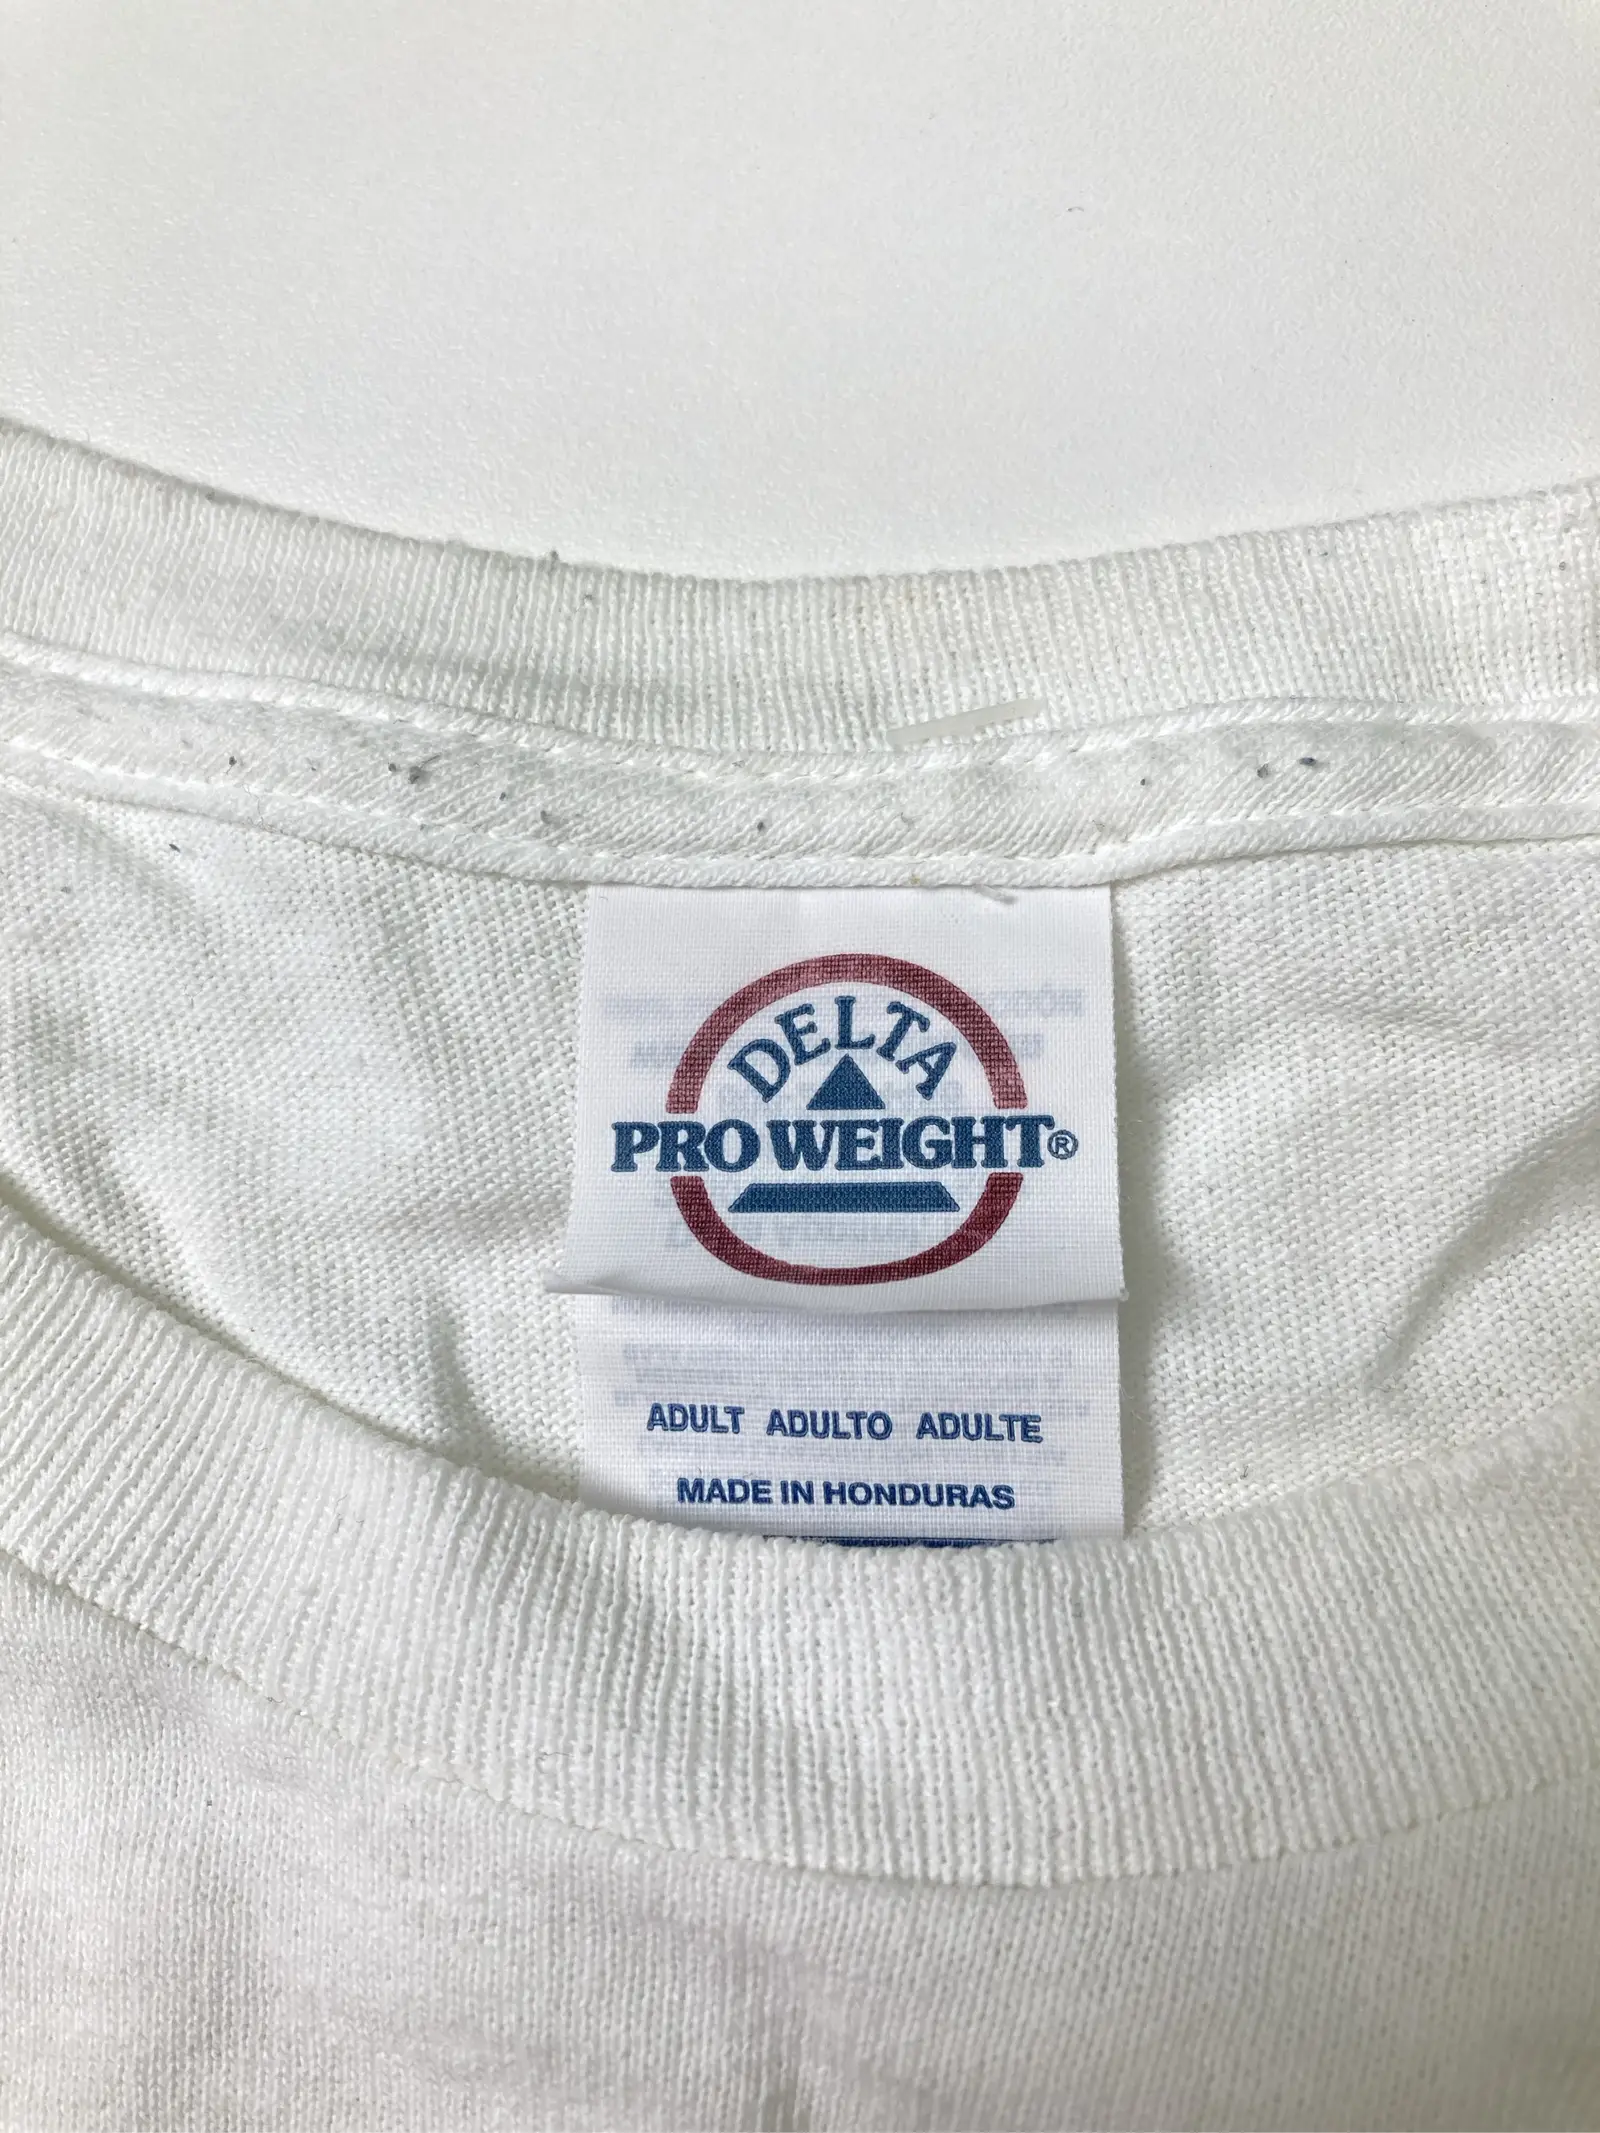 DELTA
PRO WEIGHT®
ADULT ADULTO ADULTE
MADE IN HONDURAS